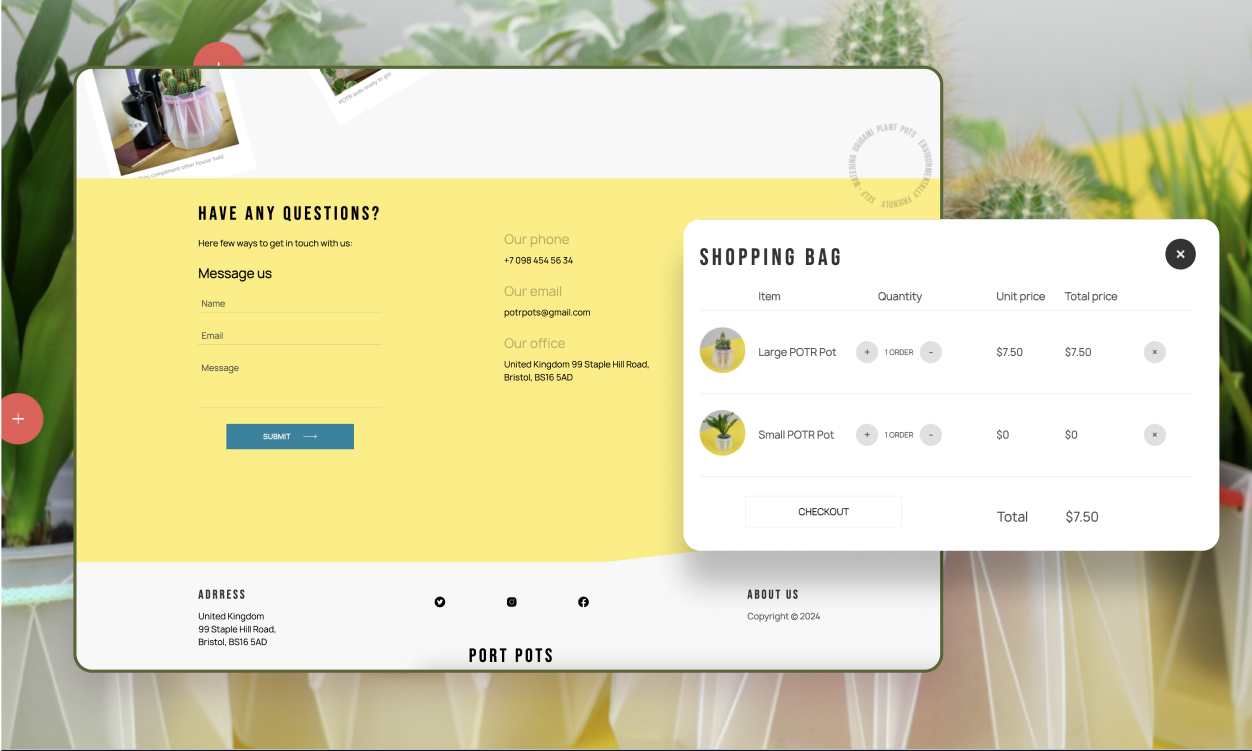 POTR pots ready to go!
pots compliment other house hold
ORIGAMI PLANT POTS
ENVIRONMENTALLY FRIENDLY
SELF - WATERING
HAVE ANY QUESTIONS?
Here few ways to get in touch with us:
Message us
Name
Email
Message
SUBMIT
Our phone
+7 098 454 56 34
Our email
potrpots@gmail.com
Our office
United Kingdom 99 Staple Hill Road,
Bristol, BS16 5AD
SHOPPING BAG
×
Item Quantity Unit price Total price
Large POTR Pot + 1 ORDER - $7.50 $7.50 ×
Small POTR Pot + 1 ORDER - $0 $0 ×
CHECKOUT Total $7.50
ADRRESS
United Kingdom
99 Staple Hill Road,
Bristol, BS16 5AD
PORT POTS
ABOUT US
Copyright © 2024